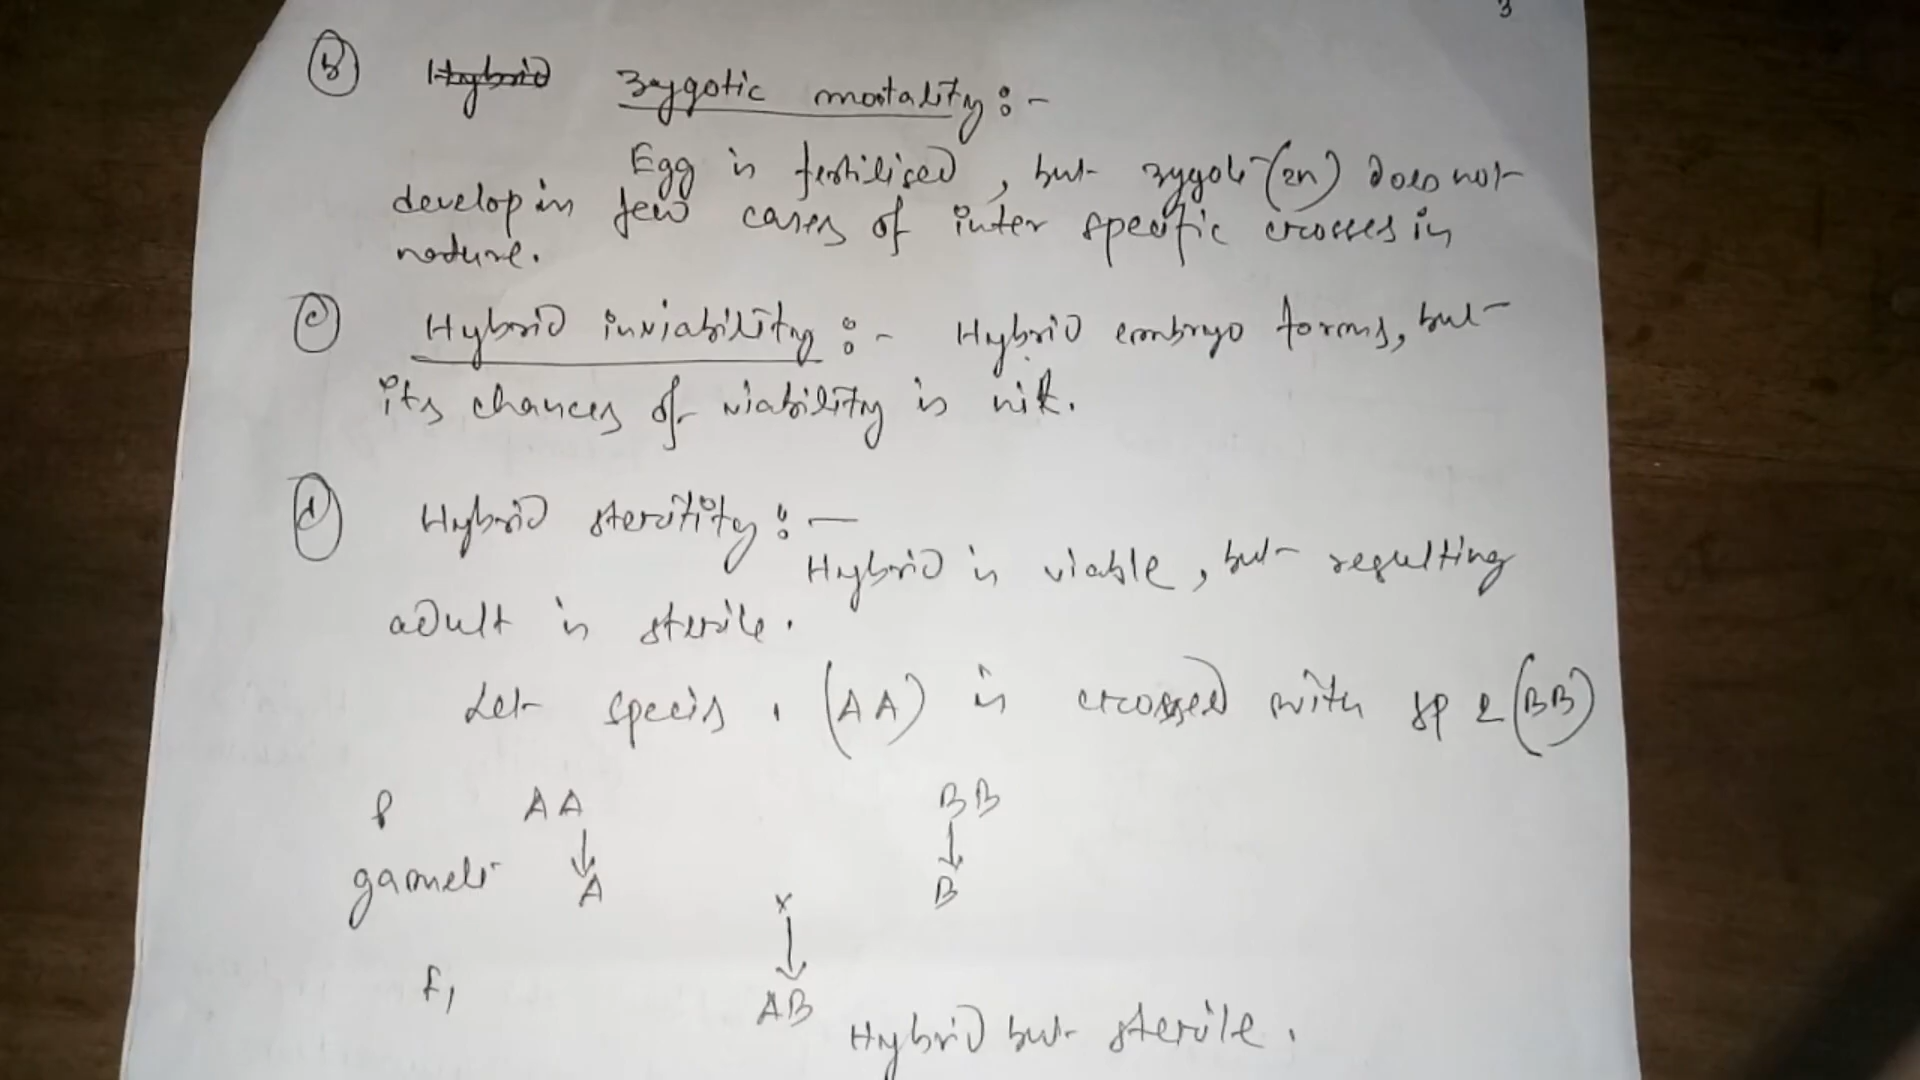 3
(b) Hybrid Zygotic mortality :-
Egg is fertilised, but zygote (2n) does not
develop in few cases of inter specific crosses in
nature.
(c) Hybrid inviability :- Hybrid embryo forms, but
its chances of viability is nil.
(d) Hybrid sterility :-
Hybrid is viable, but resulting
adult is sterile.
Let specis 1 (AA) is crossed with sp 2 (BB)
P AA BB
↓ ↓
gamete A B
x
↓
F1 AB
Hybrid but sterile.